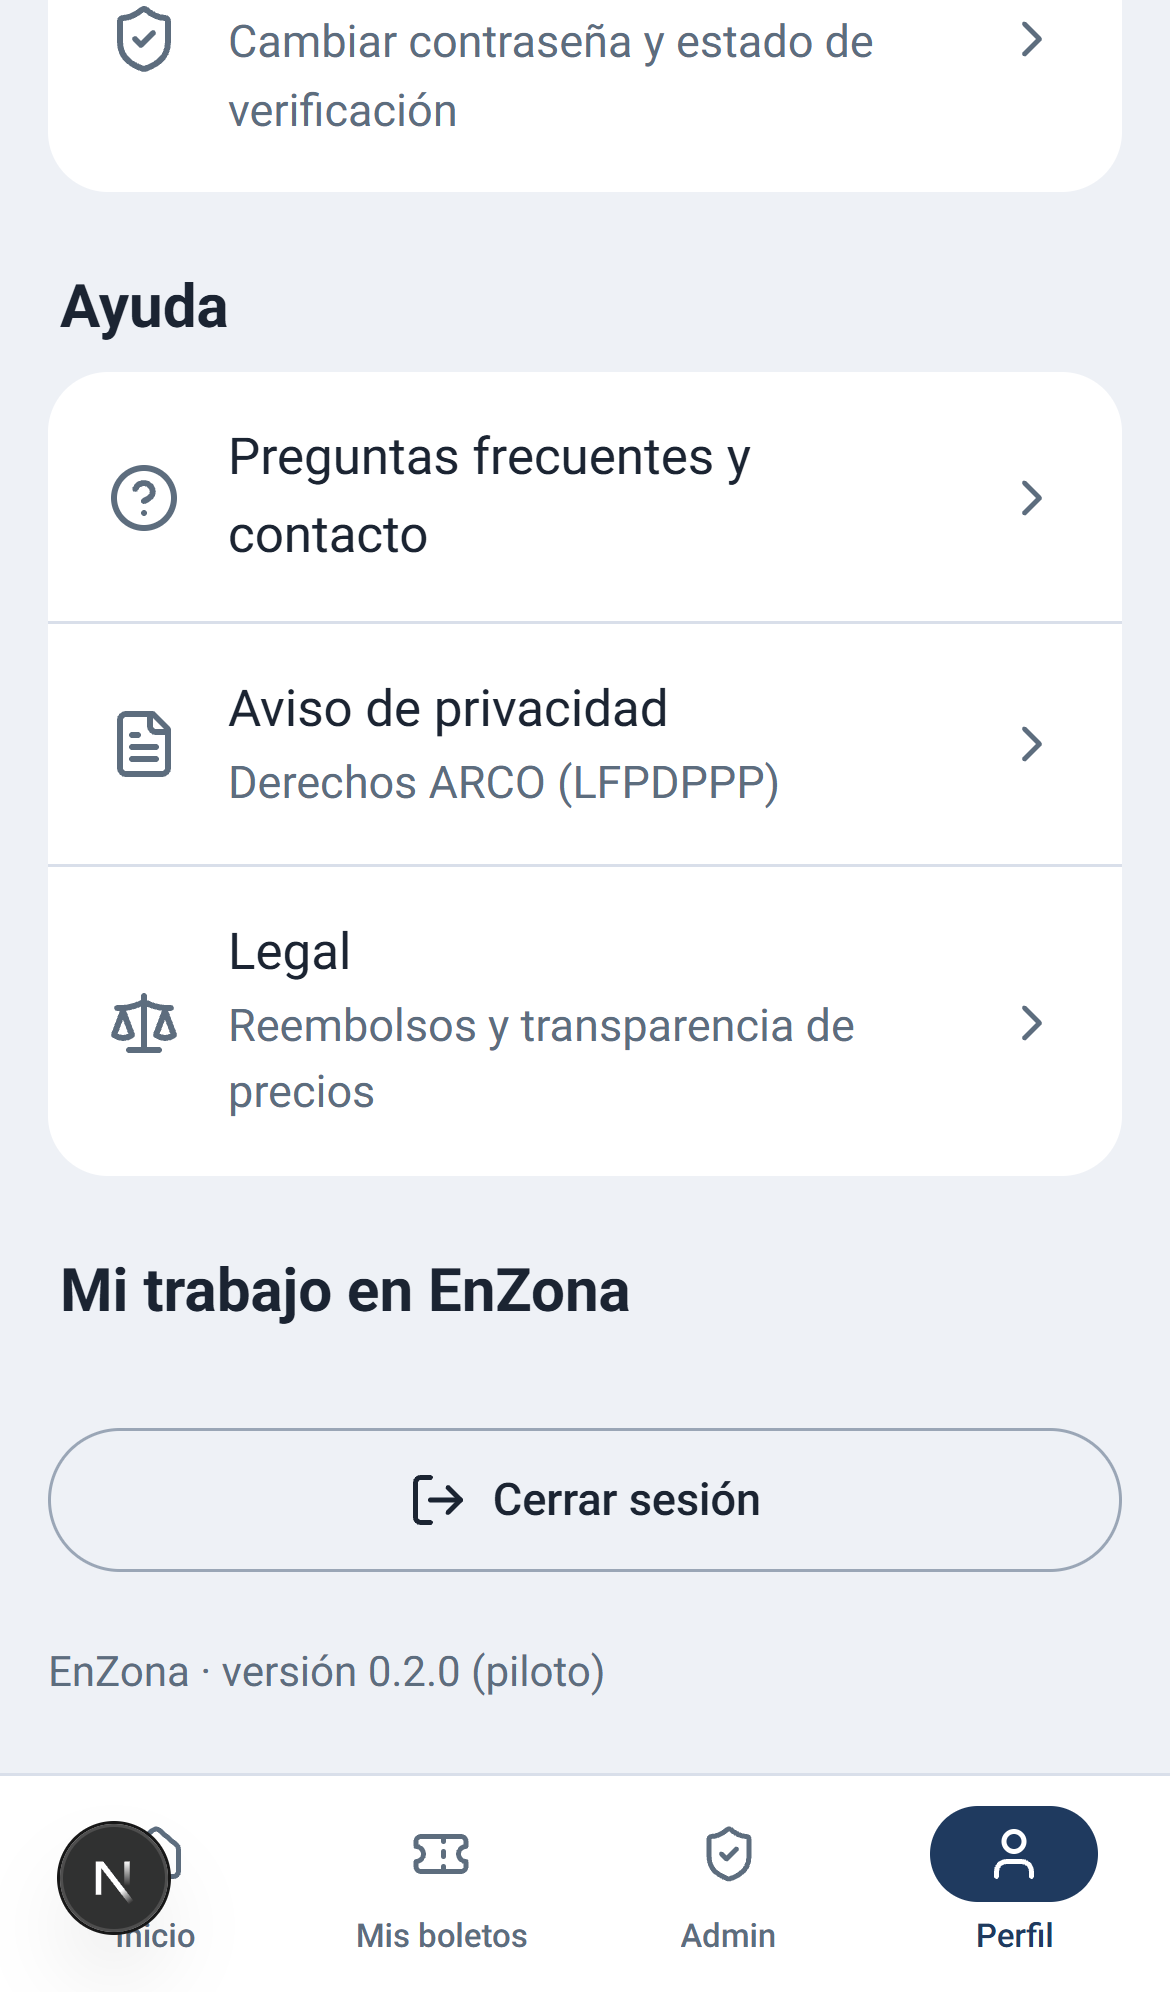 Cambiar contraseña y estado de
verificación
Ayuda
Preguntas frecuentes y
contacto
Aviso de privacidad
Derechos ARCO (LFPDPPP)
Legal
Reembolsos y transparencia de
precios
Mi trabajo en EnZona
Cerrar sesión
EnZona · versión 0.2.0 (piloto)
N
Inicio
Mis boletos
Admin
Perfil